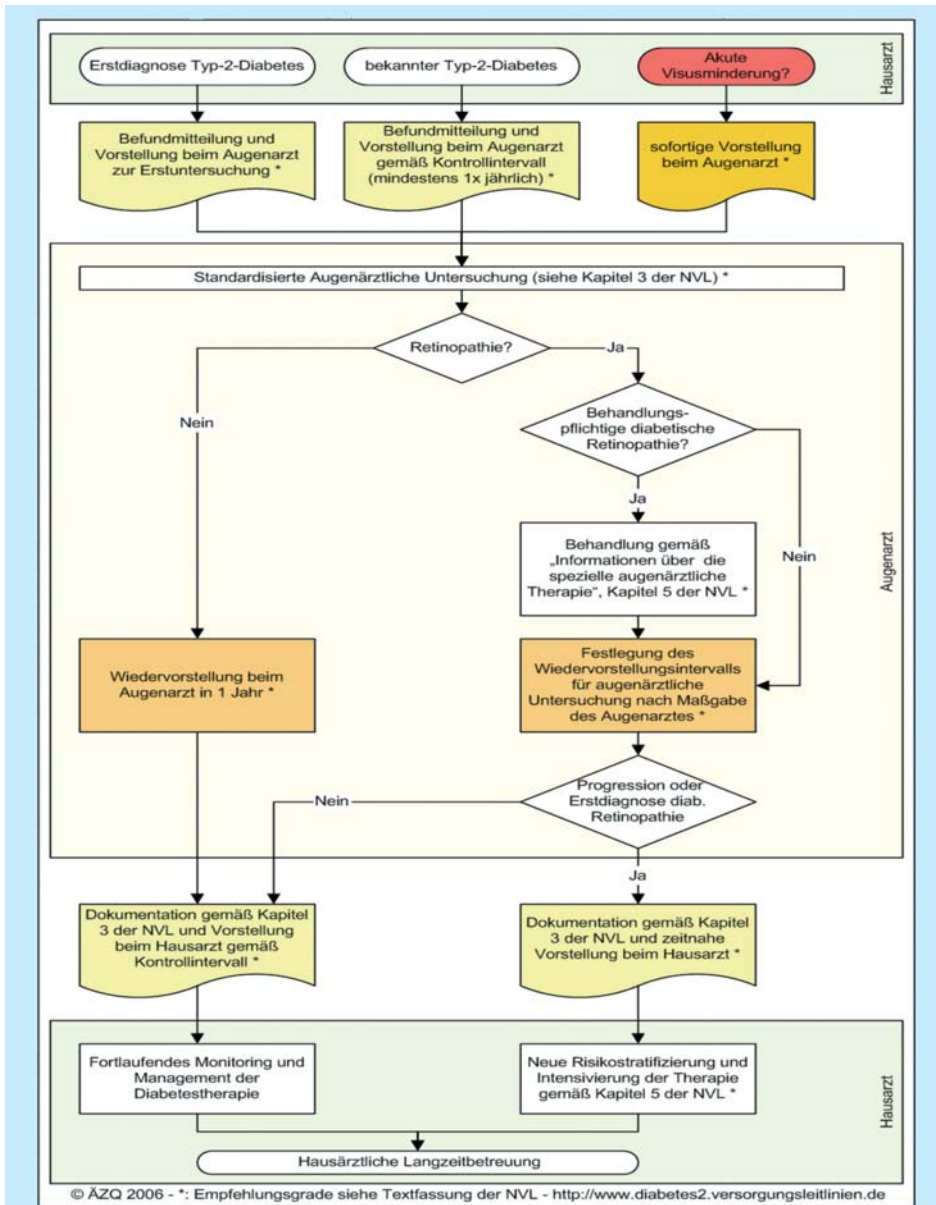 Erstdiagnose Typ-2-Diabetes
bekannter Typ-2-Diabetes
Akute
Visusminderung?
Hausarzt
Befundmitteilung und
Vorstellung beim Augenarzt
zur Erstuntersuchung *
Befundmitteilung und
Vorstellung beim Augenarzt
gemäß Kontrollintervall
(mindestens 1x jährlich) *
sofortige Vorstellung
beim Augenarzt *
Standardisierte Augenärztliche Untersuchung (siehe Kapitel 3 der NVL) *
Retinopathie?
Ja
Nein
Behandlungs-
pflichtige diabetische
Retinopathie?
Ja
Nein
Augenarzt
Behandlung gemäß
„Informationen über die
spezielle augenärztliche
Therapie“, Kapitel 5 der NVL *
Wiedervorstellung beim
Augenarzt in 1 Jahr *
Festlegung des
Wiedervorstellungsintervalls
für augenärztliche
Untersuchung nach Maßgabe
des Augenarztes *
Progression oder
Erstdiagnose diab.
Retinopathie
Nein
Ja
Dokumentation gemäß Kapitel
3 der NVL und Vorstellung
beim Hausarzt gemäß
Kontrollintervall *
Dokumentation gemäß Kapitel
3 der NVL und zeitnahe
Vorstellung beim Hausarzt *
Fortlaufendes Monitoring und
Management der
Diabetestherapie
Neue Risikostratifizierung und
Intensivierung der Therapie
gemäß Kapitel 5 der NVL *
Hausarzt
Hausärztliche Langzeitbetreuung
© ÄZQ 2006 - *: Empfehlungsgrade siehe Textfassung der NVL - http://www.diabetes2.versorgungsleitlinien.de